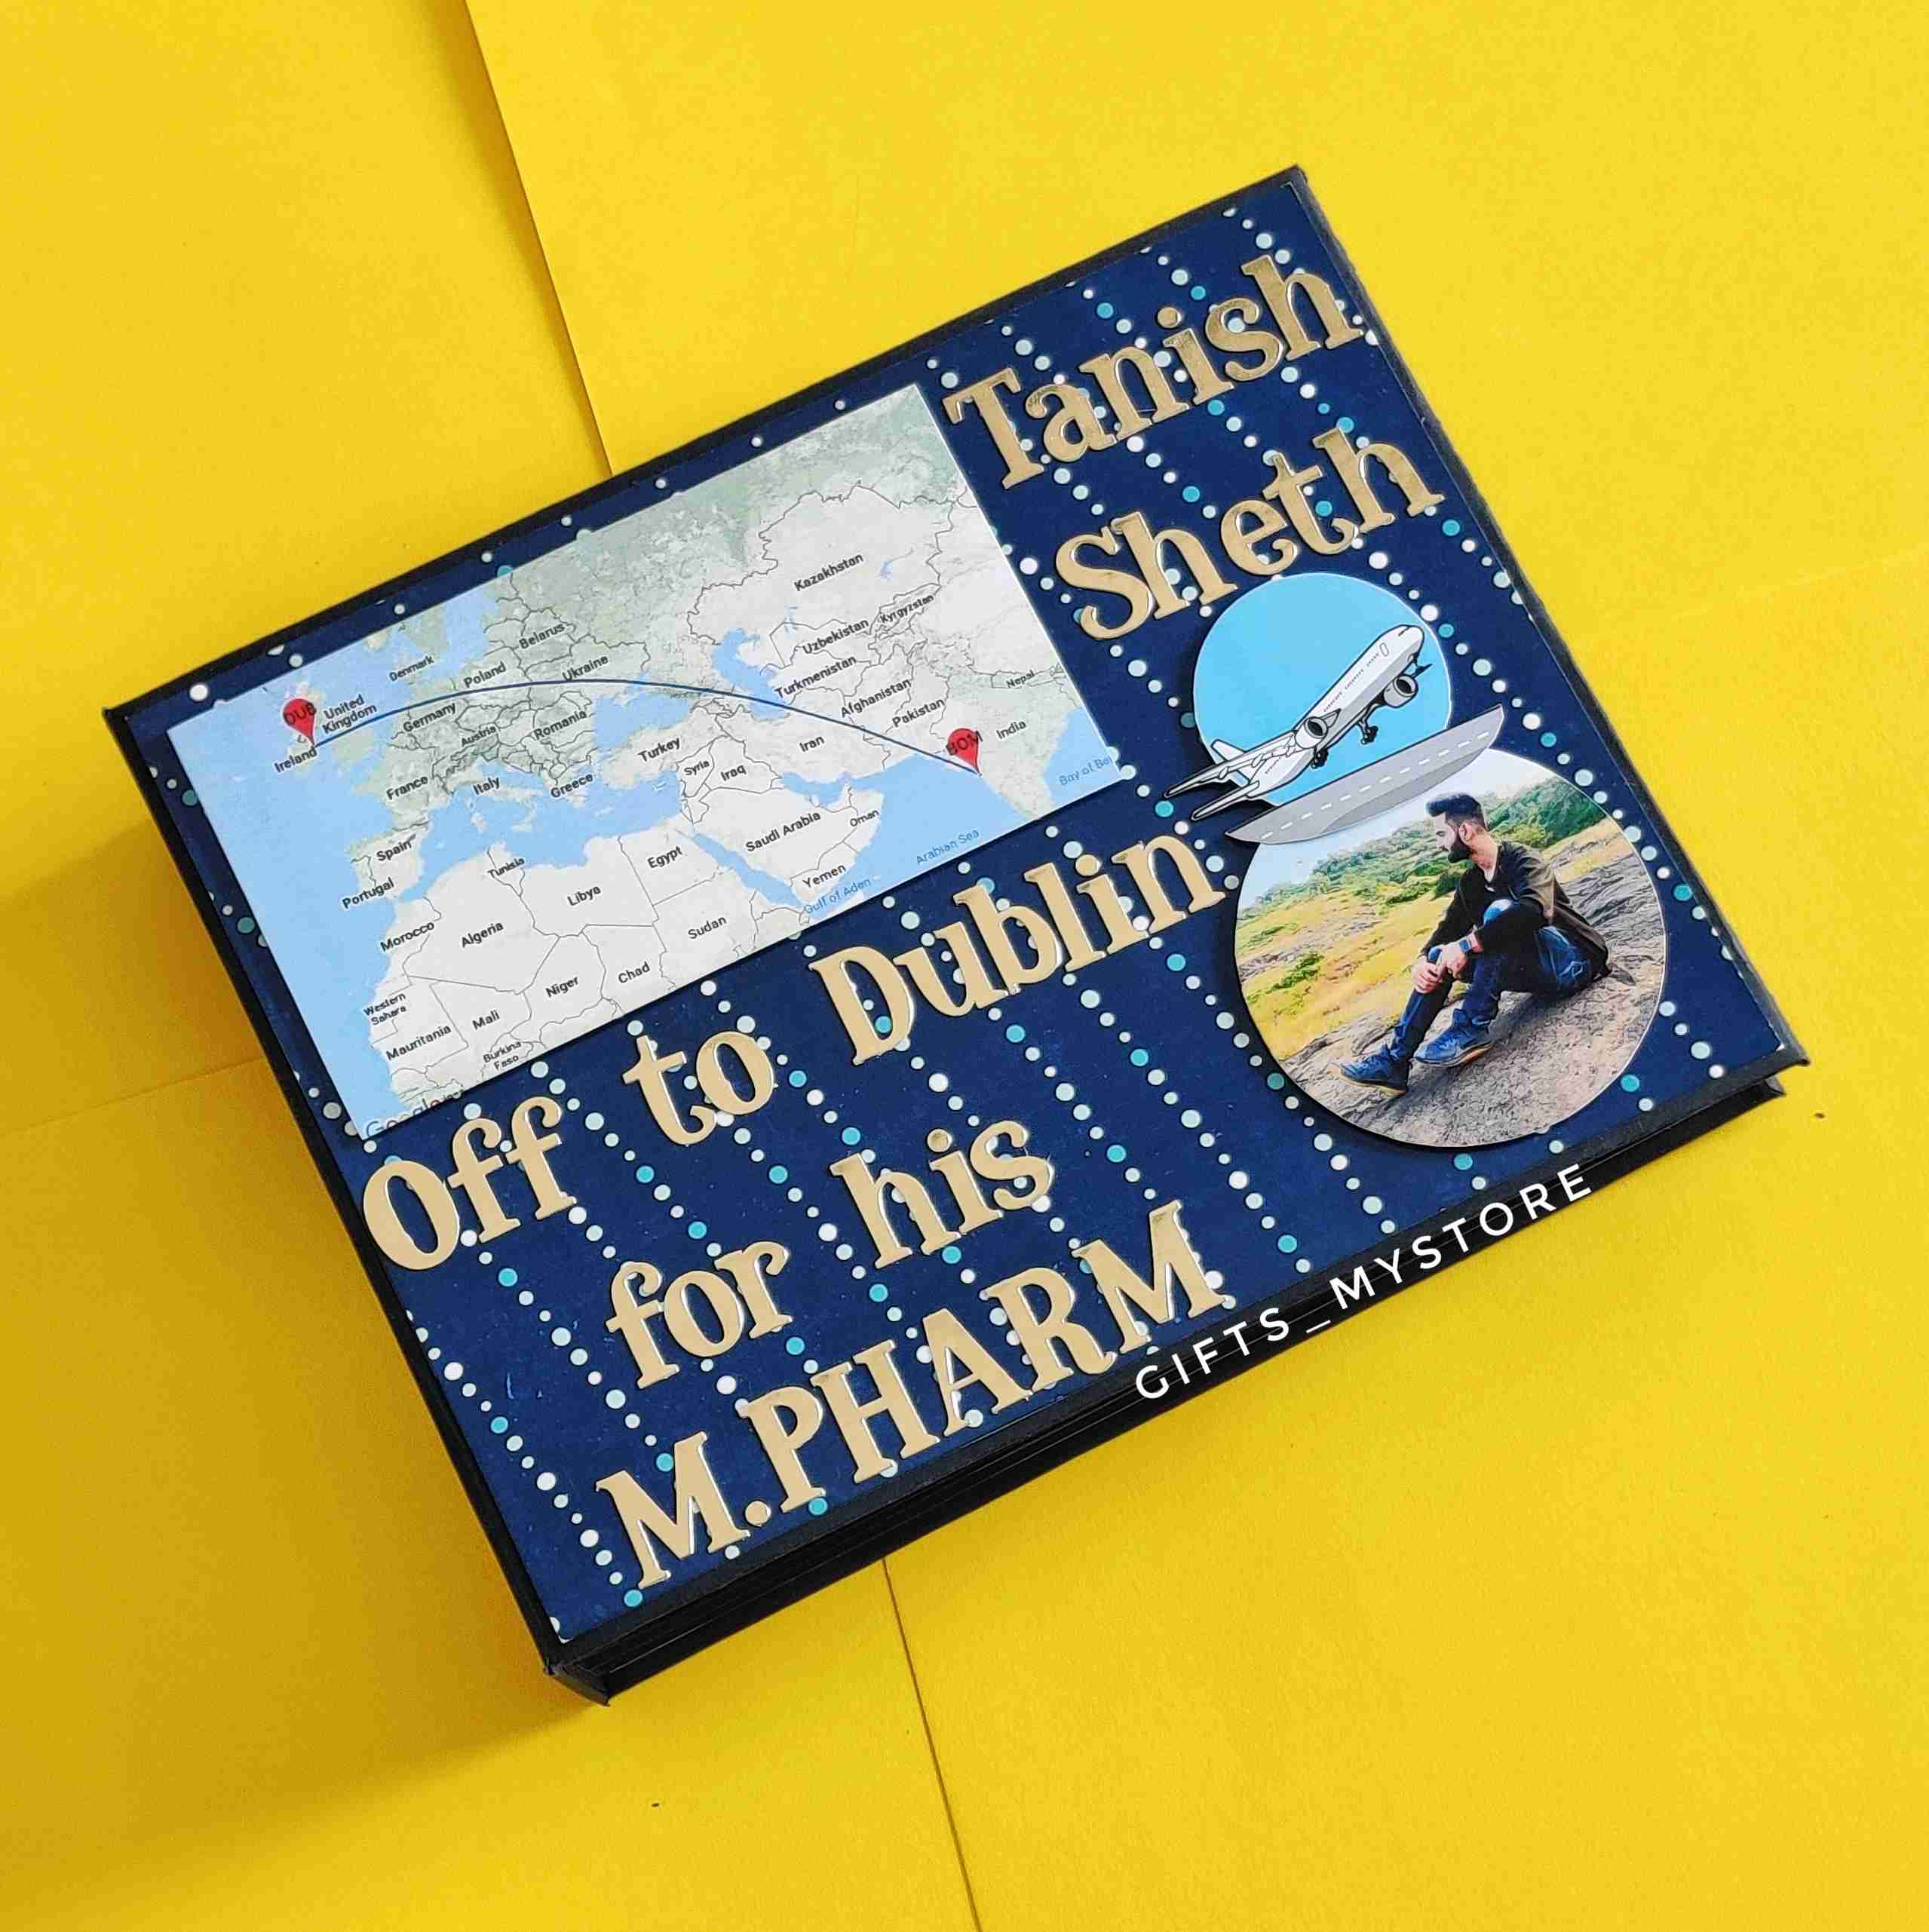 Tanish
Sheth
Off to Dublin
for his
M.PHARM
GIFTS_MYSTORE
DUB
Ireland
United
Kingdom
Denmark
Belarus
Poland
Germany
Ukraine
Austria
Romania
France
Italy
Greece
Spain
Portugal
Turkey
Syria
Iraq
Iran
Kazakhstan
Uzbekistan
Kyrgyzstan
Turkmenistan
Afghanistan
Pakistan
Nepal
India
BOM
Bay of Be
Arabian Sea
Oman
Saudi Arabia
Yemen
Gulf of Aden
Tunisia
Libya
Egypt
Morocco
Algeria
Sudan
Western
Sahara
Mauritania
Mali
Niger
Chad
Burkina
Faso
Google